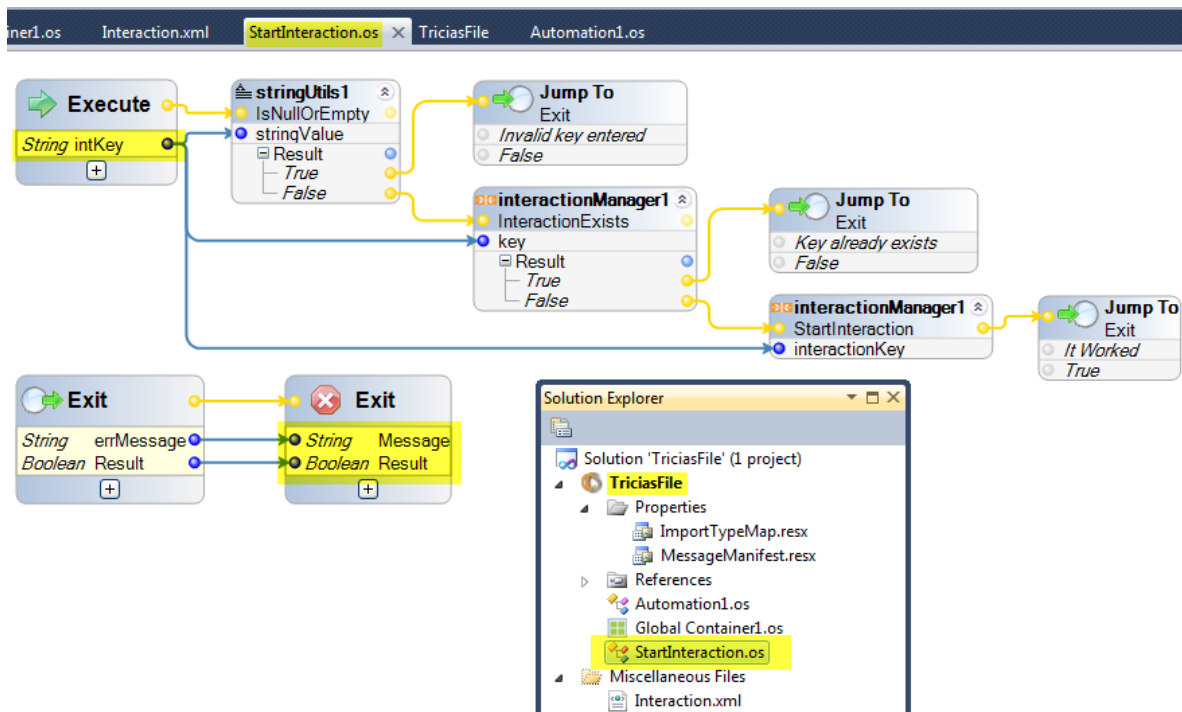 iner1.os Interaction.xml StartInteraction.os TriciasFile Automation1.os
Execute
String intKey
stringUtils1
IsNullOrEmpty
stringValue
Result
True
False
Jump To
Exit
Invalid key entered
False
interactionManager1
InteractionExists
key
Result
True
False
Jump To
Exit
Key already exists
False
interactionManager1
StartInteraction
interactionKey
Jump To
Exit
It Worked
True
Exit
String errMessage
Boolean Result
Exit
String Message
Boolean Result
Solution Explorer
Solution 'TriciasFile' (1 project)
TriciasFile
Properties
ImportTypeMap.resx
MessageManifest.resx
References
Automation1.os
Global Container1.os
StartInteraction.os
Miscellaneous Files
Interaction.xml